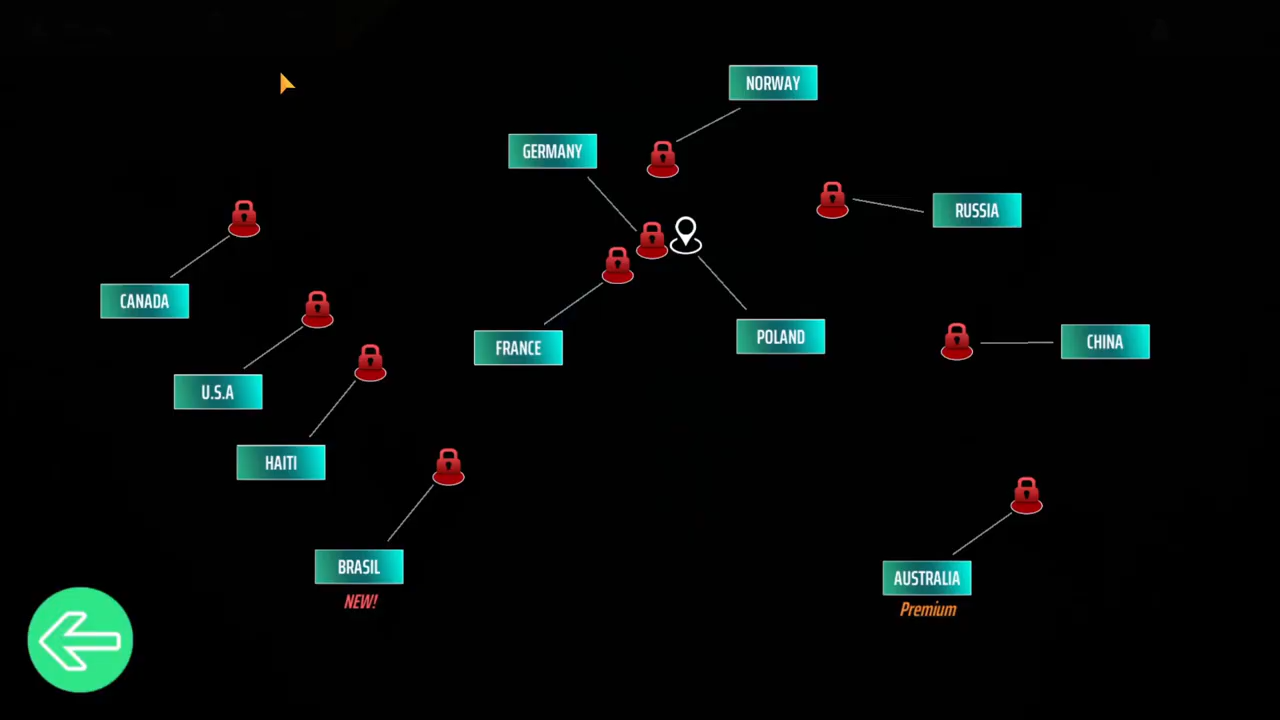 NORWAY
GERMANY
RUSSIA
CANADA
POLAND
CHINA
FRANCE
U.S.A
HAITI
BRASIL
NEW!
AUSTRALIA
Premium